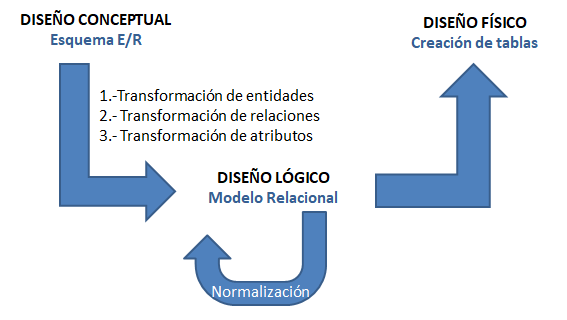 DISEÑO CONCEPTUAL
Esquema E/R
DISEÑO FÍSICO
Creación de tablas
1.-Transformación de entidades
2.- Transformación de relaciones
3.- Transformación de atributos
DISEÑO LÓGICO
Modelo Relacional
Normalización